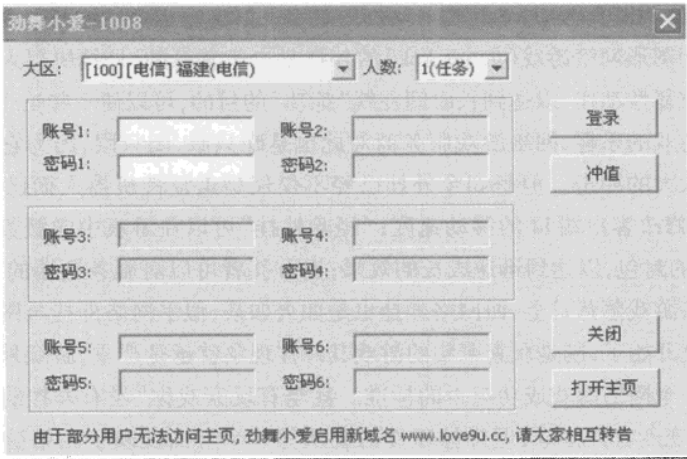 劲舞小爱-1008
大区: [100][电信]福建(电信) 人数: 1(任务)
账号1: 账号2: 登录
密码1: 密码2: 冲值
账号3: 账号4:
密码3: 密码4:
账号5: 账号6: 关闭
密码5: 密码6: 打开主页
由于部分用户无法访问主页, 劲舞小爱启用新域名 www.love9u.cc, 请大家相互转告